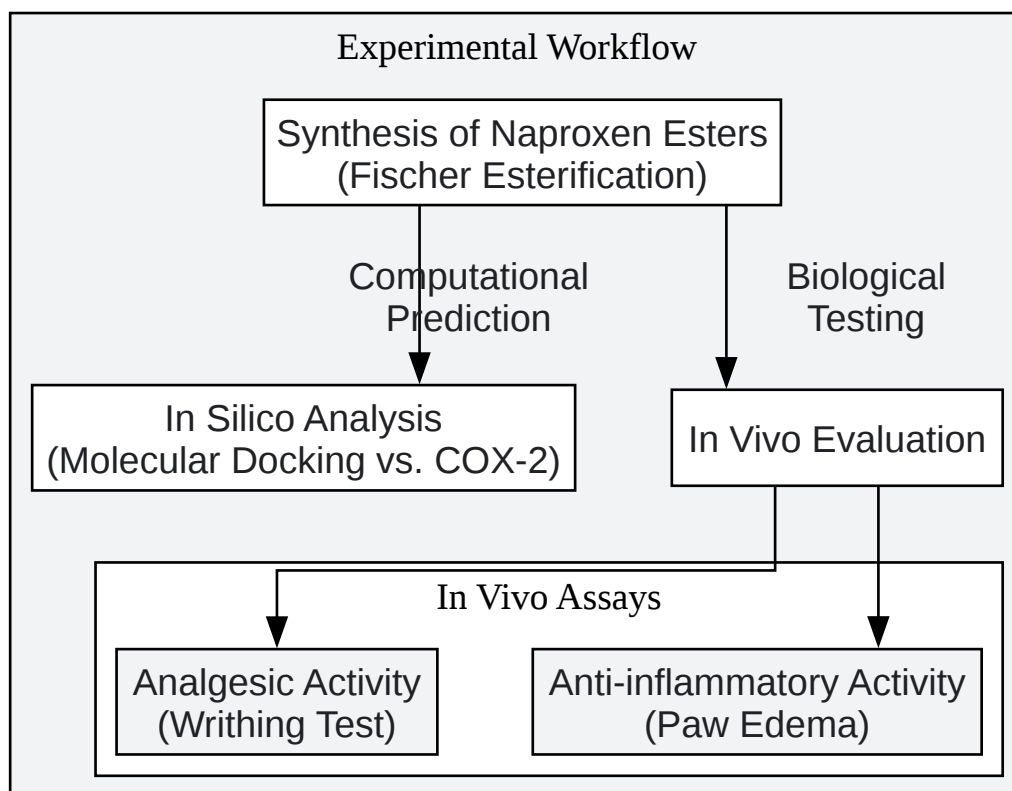 Experimental Workflow
Synthesis of Naproxen Esters
(Fischer Esterification)
Computational
Prediction
Biological
Testing
In Silico Analysis
(Molecular Docking vs. COX-2)
In Vivo Evaluation
In Vivo Assays
Analgesic Activity
(Writhing Test)
Anti-inflammatory Activity
(Paw Edema)